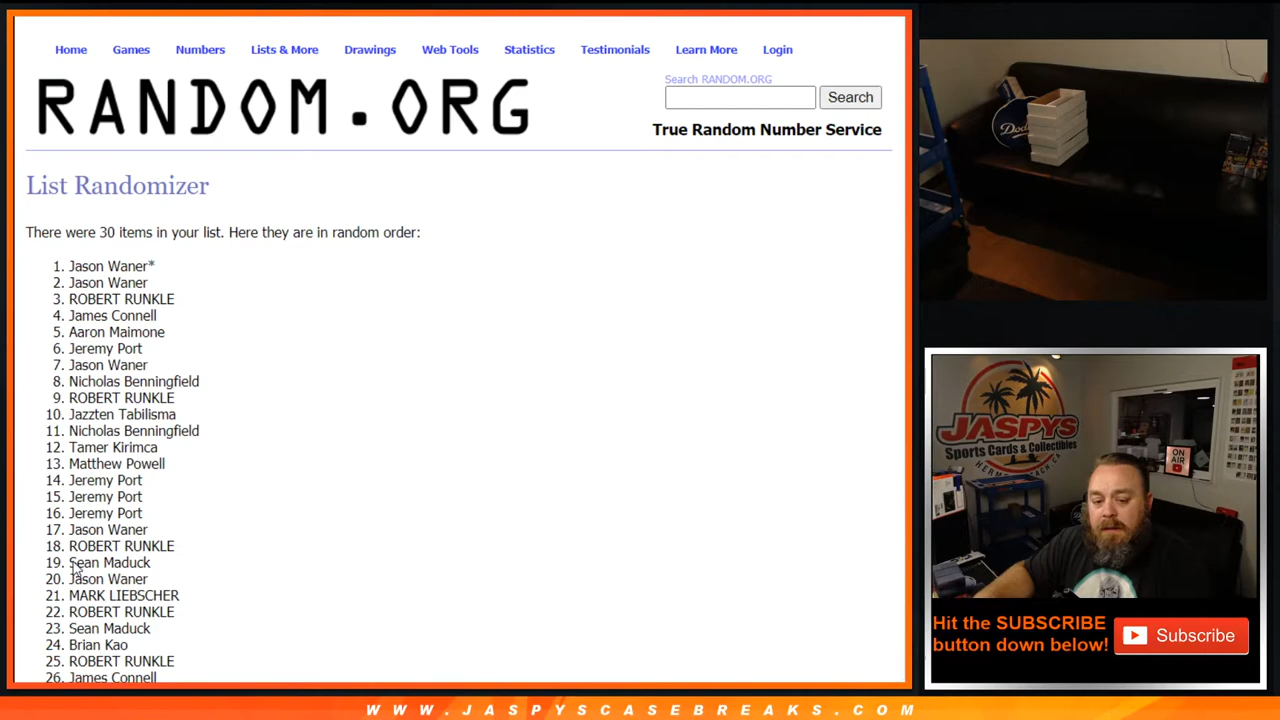 Home Games Numbers Lists & More Drawings Web Tools Statistics Testimonials Learn More Login
RANDOM.ORG
Search RANDOM.ORG
Search
True Random Number Service
List Randomizer
There were 30 items in your list. Here they are in random order:
1. Jason Waner*
2. Jason Waner
3. ROBERT RUNKLE
4. James Connell
5. Aaron Maimone
6. Jeremy Port
7. Jason Waner
8. Nicholas Benningfield
9. ROBERT RUNKLE
10. Jazzten Tabilisma
11. Nicholas Benningfield
12. Tamer Kirimca
13. Matthew Powell
14. Jeremy Port
15. Jeremy Port
16. Jeremy Port
17. Jason Waner
18. ROBERT RUNKLE
19. Sean Maduck
20. Jason Waner
21. MARK LIEBSCHER
22. ROBERT RUNKLE
23. Sean Maduck
24. Brian Kao
25. ROBERT RUNKLE
26. James Connell
JASPYS
Sports Cards & Collectibles
ON AIR
Hit the SUBSCRIBE
button down below!
Subscribe
WWW.JASPYSCASEBREAKS.COM